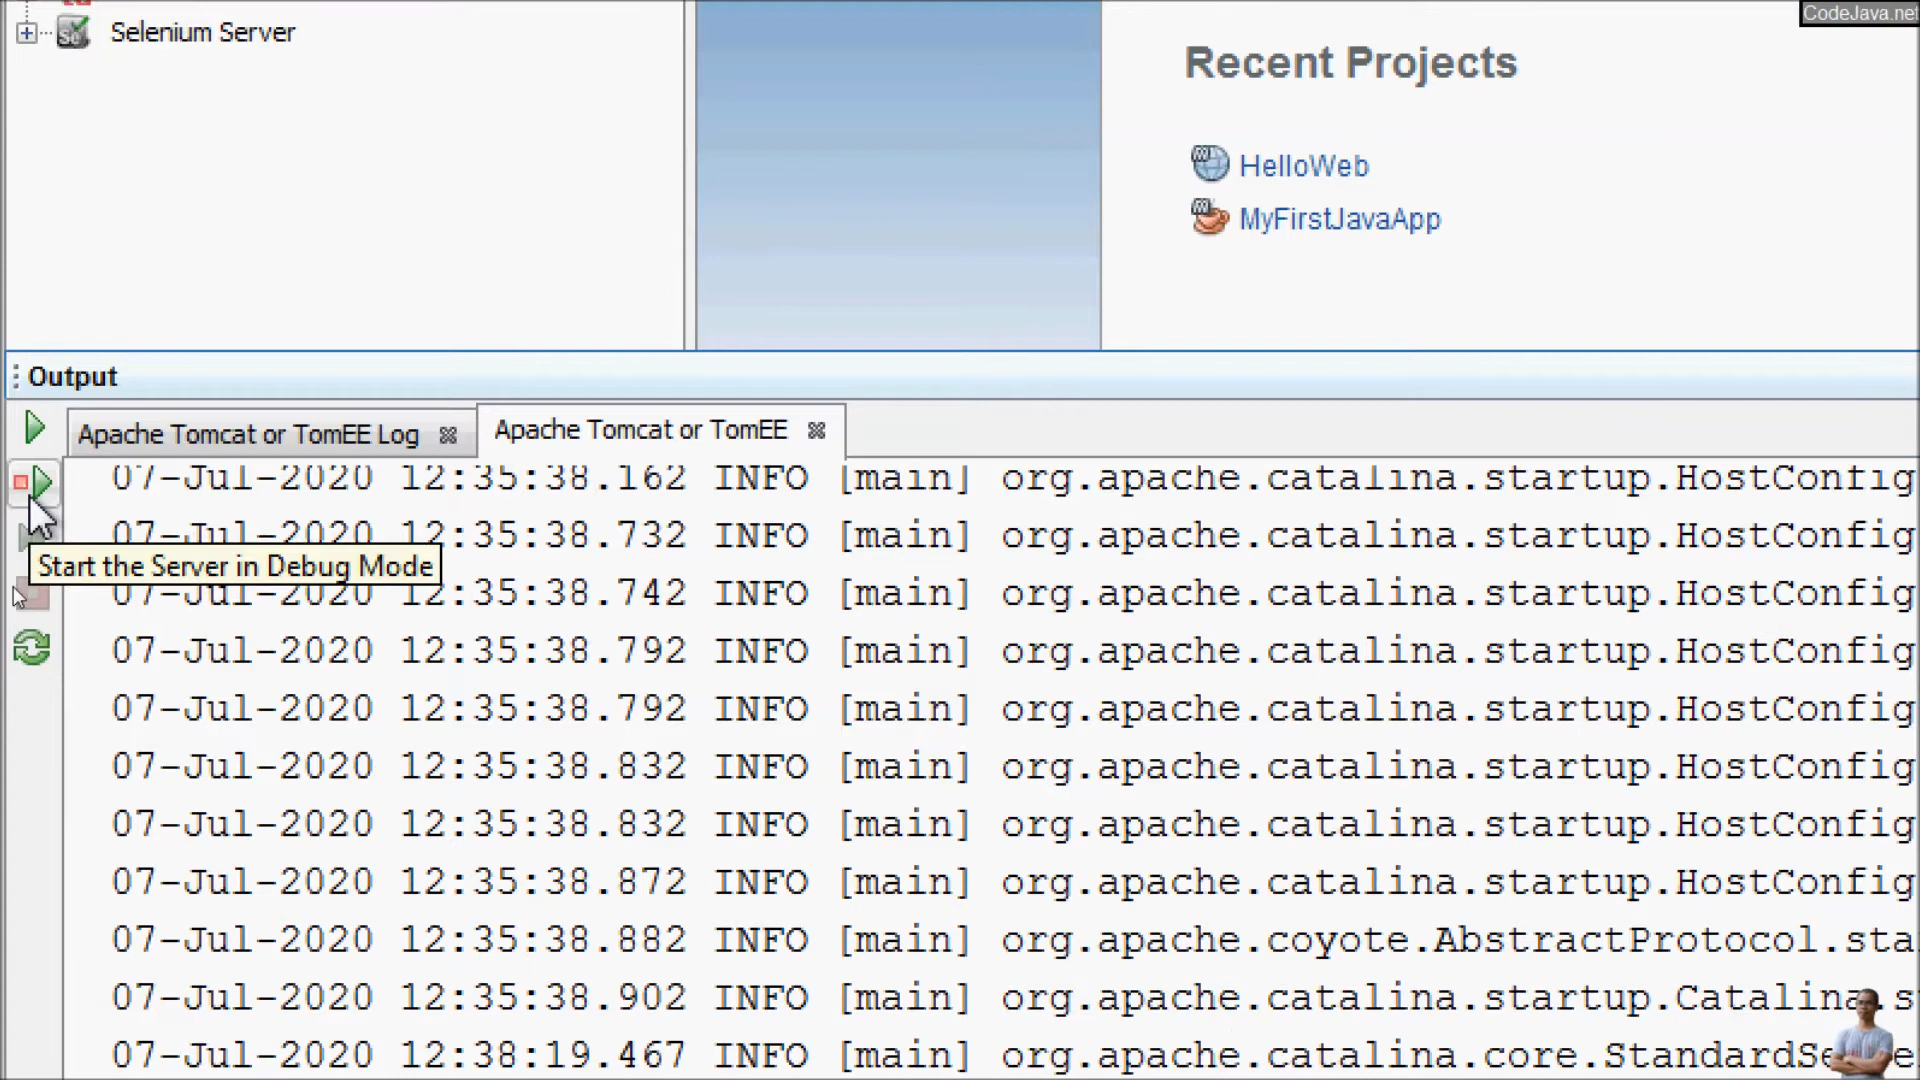 CodeJava.net
Selenium Server
Recent Projects
HelloWeb
MyFirstJavaApp
Output
Apache Tomcat or TomEE Log
Apache Tomcat or TomEE
07-Jul-2020 12:35:38.162 INFO [main] org.apache.catalina.startup.HostConfig
07-Jul-2020 12:35:38.732 INFO [main] org.apache.catalina.startup.HostConfig
Start the Server in Debug Mode
07-Jul-2020 12:35:38.742 INFO [main] org.apache.catalina.startup.HostConfig
07-Jul-2020 12:35:38.792 INFO [main] org.apache.catalina.startup.HostConfig
07-Jul-2020 12:35:38.792 INFO [main] org.apache.catalina.startup.HostConfig
07-Jul-2020 12:35:38.832 INFO [main] org.apache.catalina.startup.HostConfig
07-Jul-2020 12:35:38.832 INFO [main] org.apache.catalina.startup.HostConfig
07-Jul-2020 12:35:38.872 INFO [main] org.apache.catalina.startup.HostConfig
07-Jul-2020 12:35:38.882 INFO [main] org.apache.coyote.AbstractProtocol.sta
07-Jul-2020 12:35:38.902 INFO [main] org.apache.catalina.startup.Catalina.s
07-Jul-2020 12:38:19.467 INFO [main] org.apache.catalina.core.StandardSe